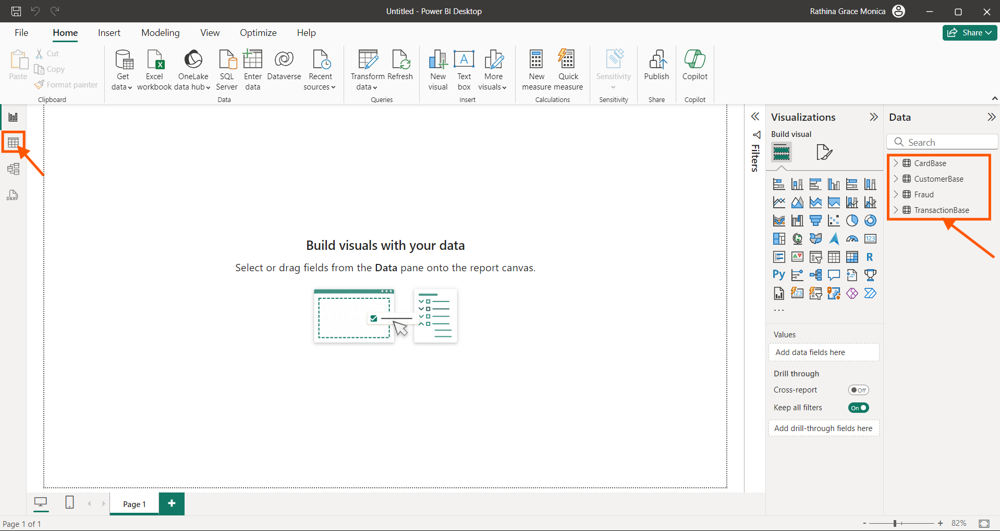 Untitled - Power BI Desktop
Rathina Grace Monica
File Home Insert Modeling View Optimize Help
Share
Paste
Cut
Copy
Format painter
Clipboard
Get data
Excel workbook
OneLake data hub
SQL Server
Enter data
Dataverse
Recent sources
Data
Transform data
Refresh
Queries
New visual
Text box
More visuals
Insert
New measure
Quick measure
Calculations
Sensitivity
Sensitivity
Publish
Share
Copilot
Copilot
DAX
Build visuals with your data
Select or drag fields from the Data pane onto the report canvas.
Filters
Visualizations
Build visual
123
R
Py
123
...
Values
Add data fields here
Drill through
Cross-report
Off
Keep all filters
On
Add drill-through fields here
Data
Search
CardBase
CustomerBase
Fraud
TransactionBase
Page 1
Page 1 of 1
- + 82%